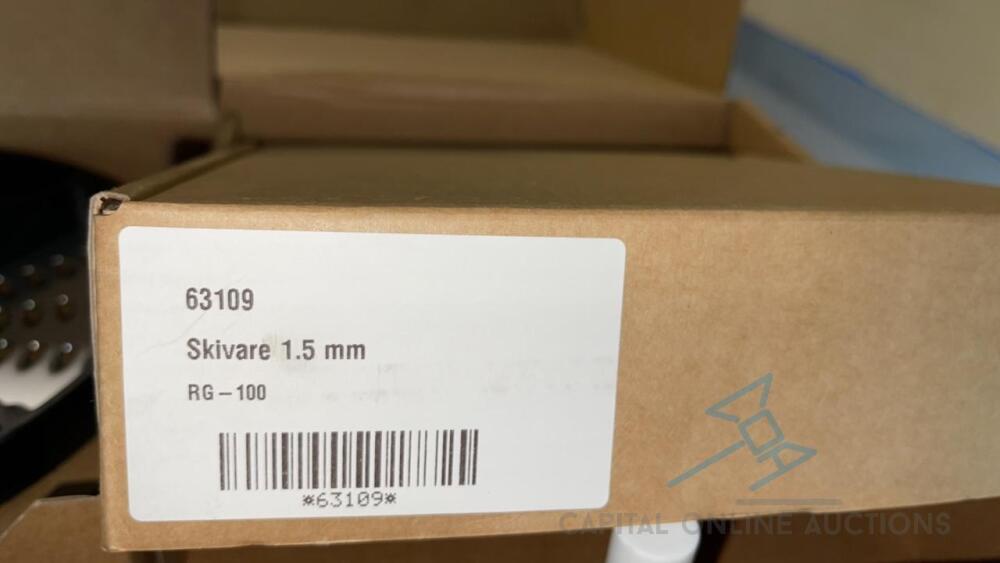 63109
Skivare 1.5 mm
RG-100
*63109*
CAPITAL ONLINE AUCTIONS